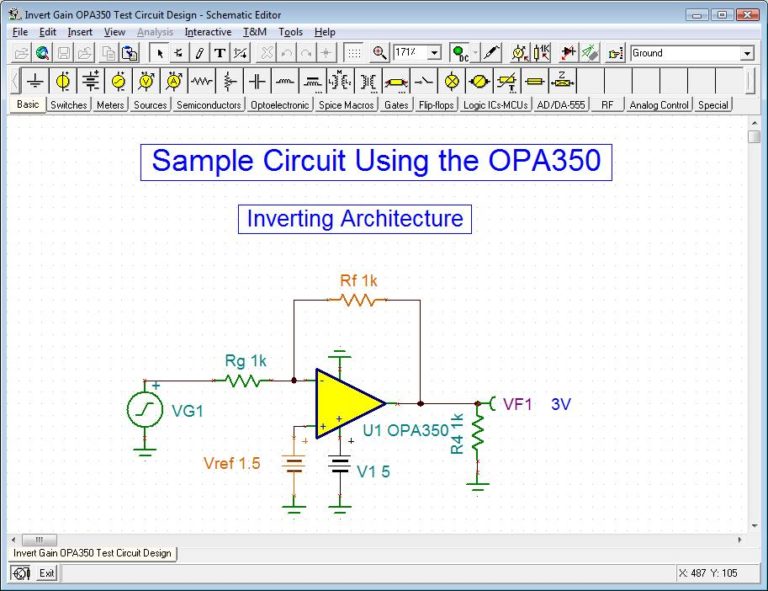 Invert Gain OPA350 Test Circuit Design - Schematic Editor
File Edit Insert View Analysis Interactive T&M Tools Help
T 171% DC 1K Ground
Basic Switches Meters Sources Semiconductors Optoelectronic Spice Macros Gates Flip-flops Logic ICs-MCUs AD/DA-555 RF Analog Control Special
Sample Circuit Using the OPA350
Inverting Architecture
Rf 1k
Rg 1k
VG1
VF1 3V
U1 OPA350
R4 1k
Vref 1.5
V1 5
Invert Gain OPA350 Test Circuit Design
Exit X: 487 Y: 105